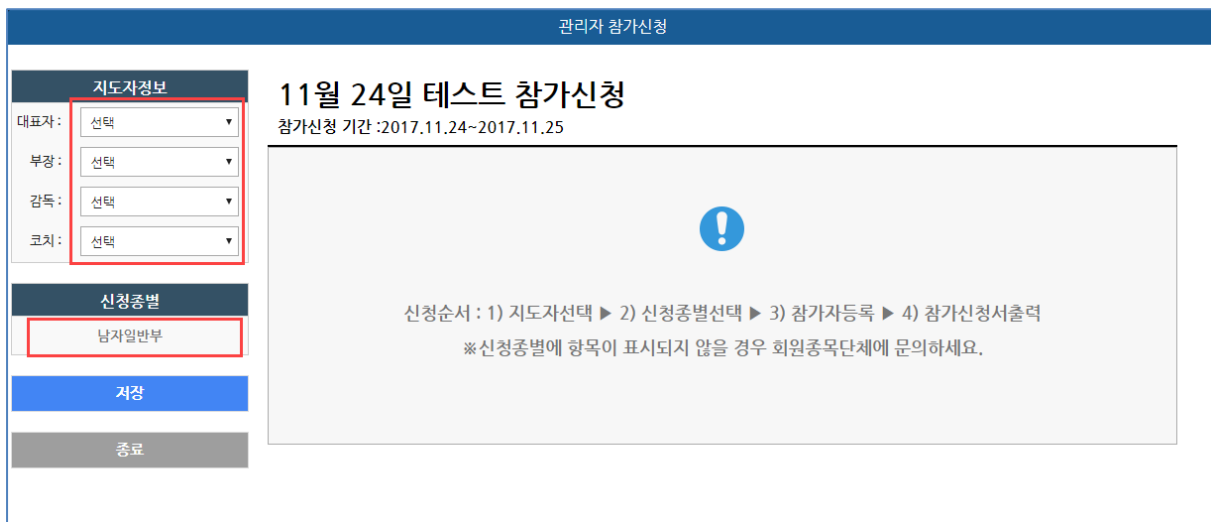 관리자 참가신청
지도자정보
대표자 : 선택
부장 : 선택
감독 : 선택
코치 : 선택
신청종별
남자일반부
저장
종료
11월 24일 테스트 참가신청
참가신청 기간 :2017.11.24~2017.11.25
신청순서 : 1) 지도자선택 ▶ 2) 신청종별선택 ▶ 3) 참가자등록 ▶ 4) 참가신청서출력
※신청종별에 항목이 표시되지 않을 경우 회원종목단체에 문의하세요.